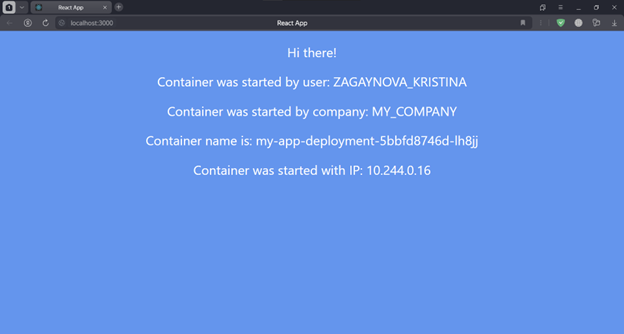 React App
localhost:3000
React App
Hi there!
Container was started by user: ZAGAYNOVA_KRISTINA
Container was started by company: MY_COMPANY
Container name is: my-app-deployment-5bbfd8746d-lh8jj
Container was started with IP: 10.244.0.16